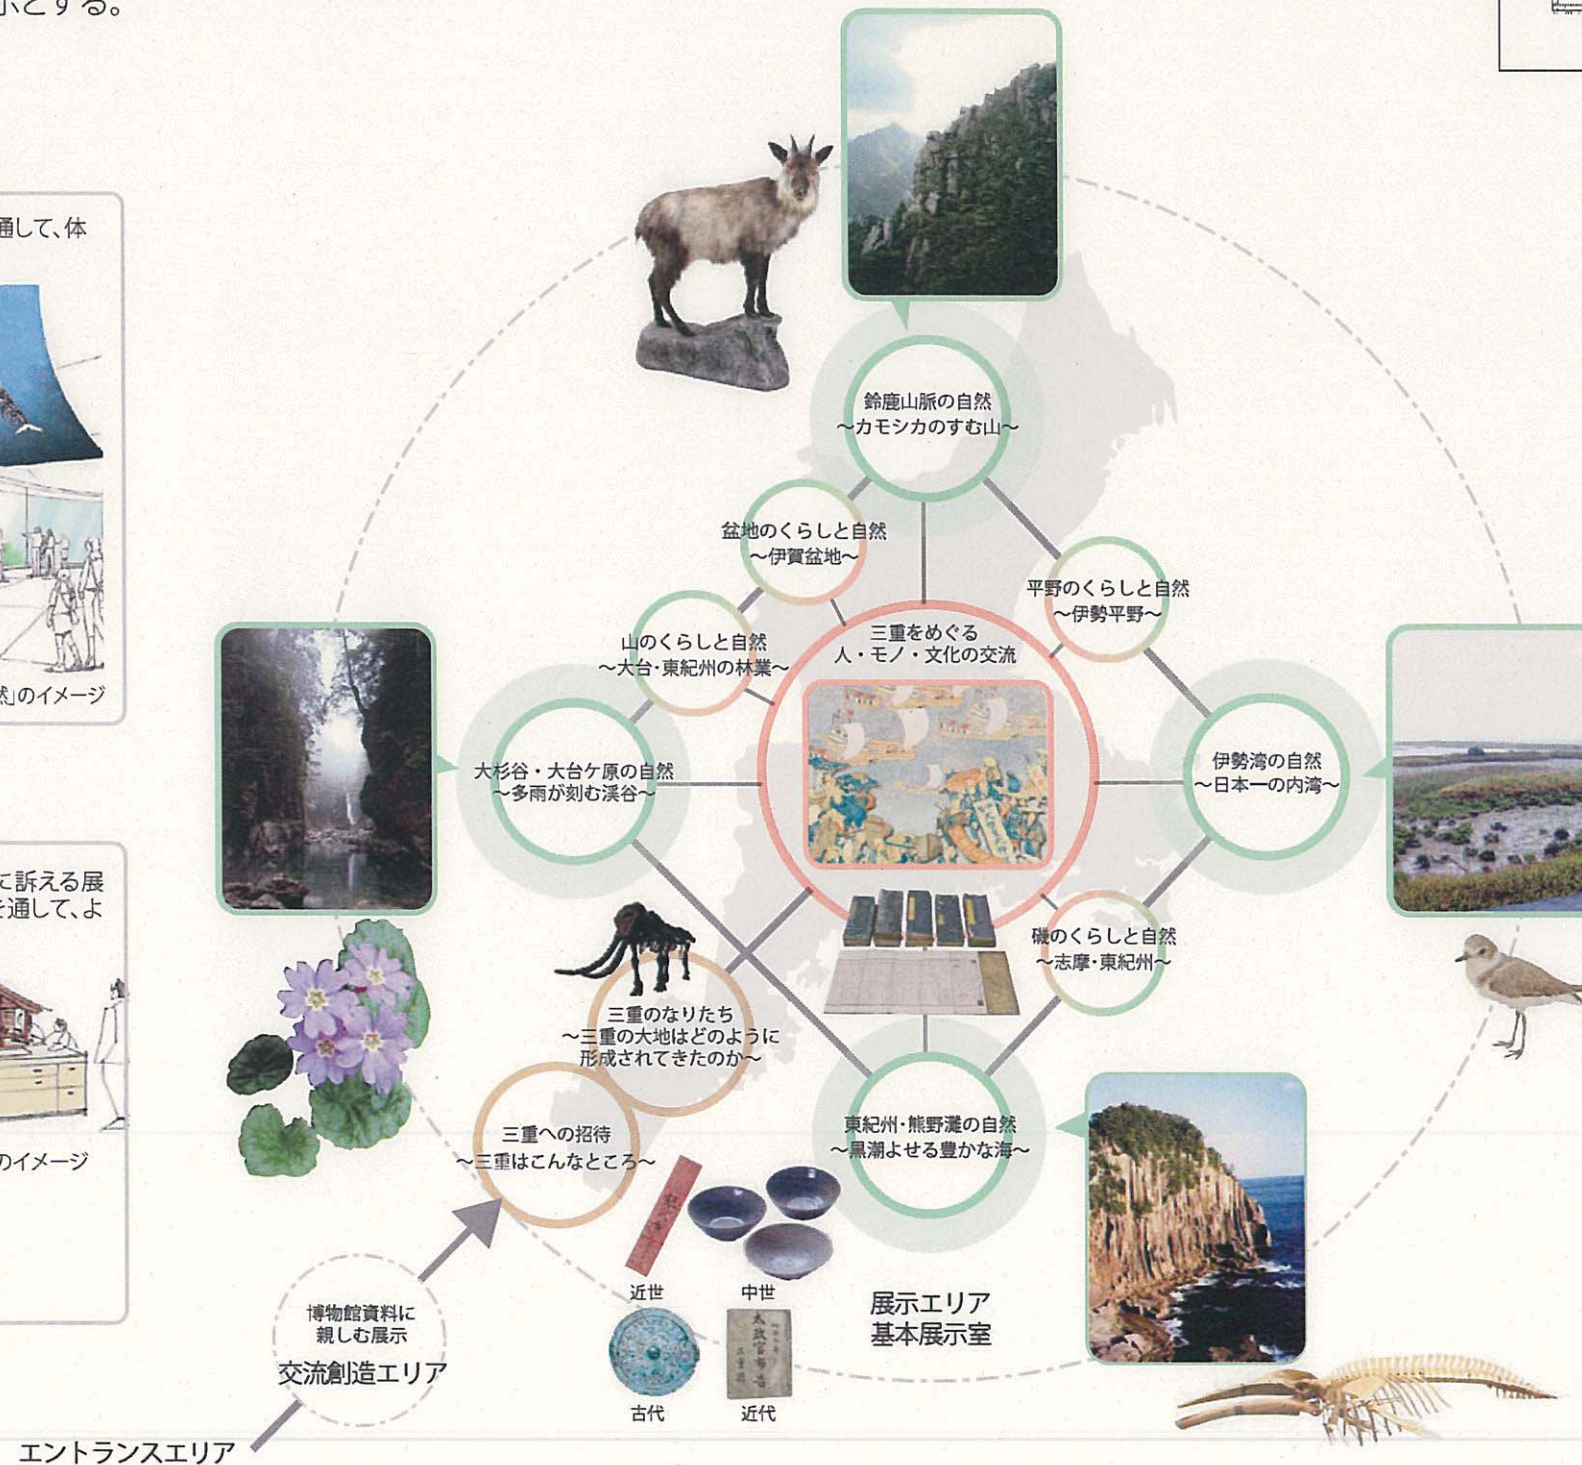 示とする。
通して、体
然」のイメージ
に訴える展
を通して、よ
のイメージ
鈴鹿山脈の自然
〜カモシカのすむ山〜
盆地のくらしと自然
〜伊賀盆地〜
平野のくらしと自然
〜伊勢平野〜
山のくらしと自然
〜大台・東紀州の林業〜
三重をめぐる
人・モノ・文化の交流
大杉谷・大台ケ原の自然
〜多雨が刻む渓谷〜
伊勢湾の自然
〜日本一の内湾〜
磯のくらしと自然
〜志摩・東紀州〜
三重のなりたち
〜三重の大地はどのように
形成されてきたのか〜
東紀州・熊野灘の自然
〜黒潮よせる豊かな海〜
三重への招待
〜三重はこんなところ〜
近世
中世
古代
近代
太政官布告
三重県
展示エリア
基本展示室
博物館資料に
親しむ展示
交流創造エリア
エントランスエリア